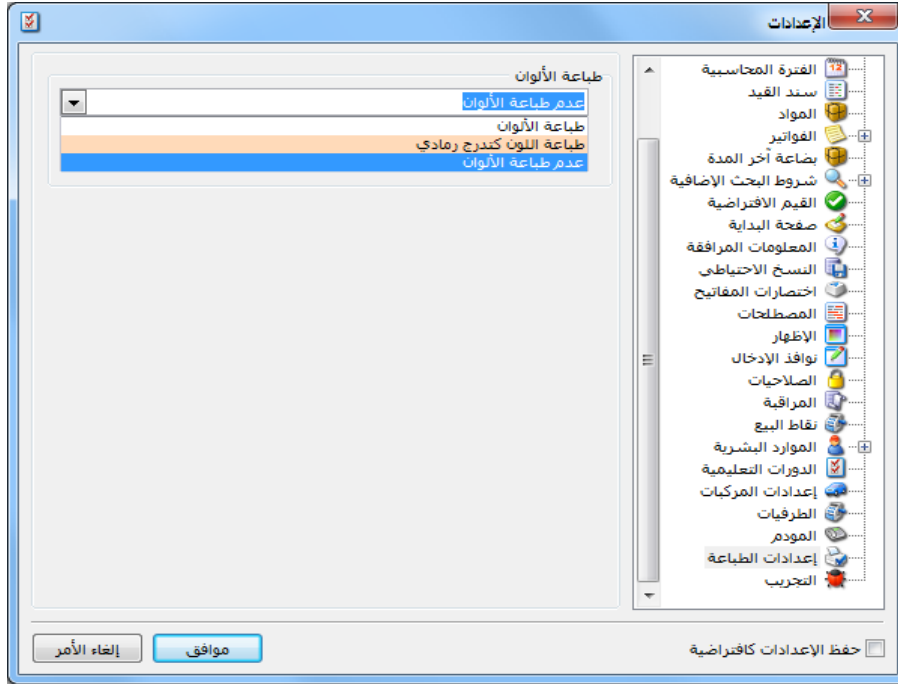 الإعدادات
الفترة المحاسبية
سند القيد
المواد
الفواتير
بضاعة آخر المدة
شروط البحث الإضافية
القيم الافتراضية
صفحة البداية
المعلومات المرافقة
النسخ الاحتياطي
اختصارات المفاتيح
المصطلحات
الإظهار
نوافذ الإدخال
الصلاحيات
المراقبة
نقاط البيع
الموارد البشرية
الدورات التعليمية
إعدادات المركبات
الطرفيات
المودم
إعدادات الطباعة
التجريب
طباعة الألوان
عدم طباعة الألوان
طباعة الألوان
طباعة اللون كتدرج رمادي
عدم طباعة الألوان
حفظ الإعدادات كافتراضية
موافق
إلغاء الأمر